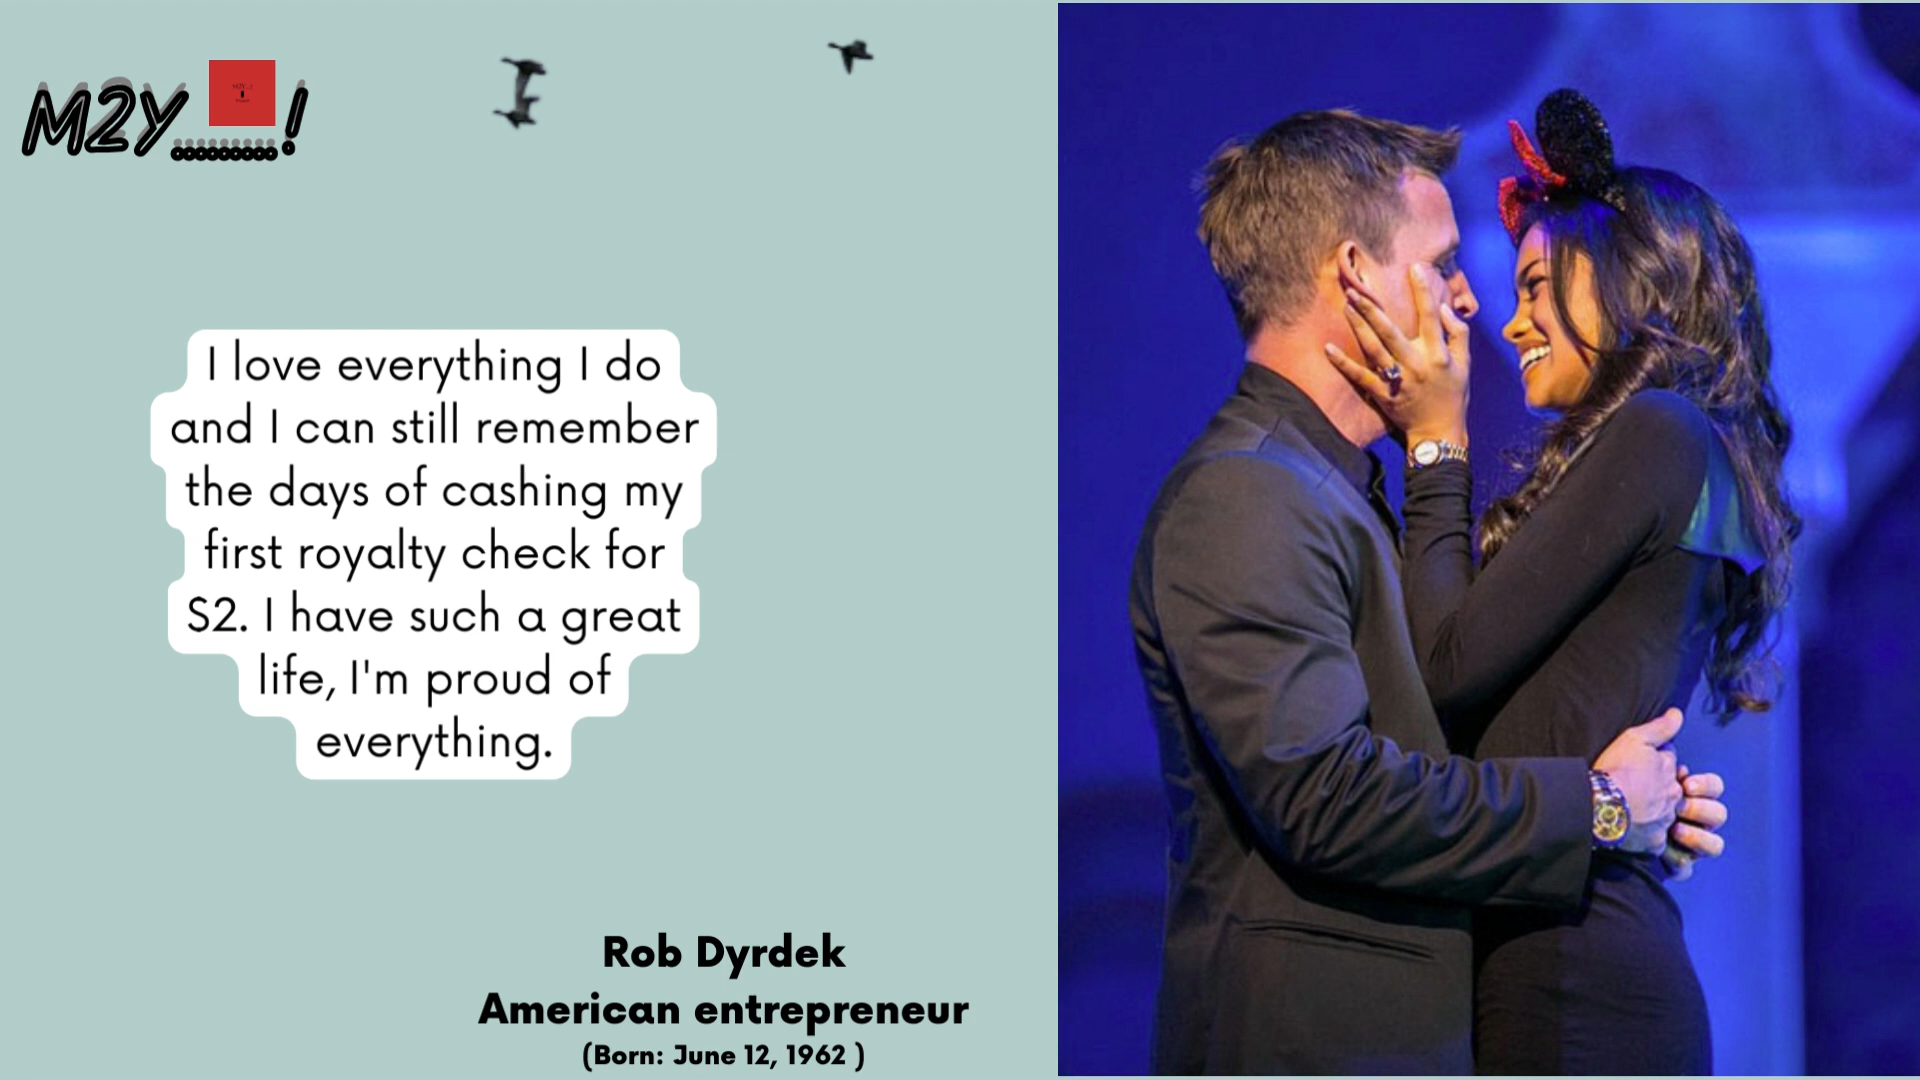 M2Y.........!
I love everything I do
and I can still remember
the days of cashing my
first royalty check for
S2. I have such a great
life, I'm proud of
everything.
Rob Dyrdek
American entrepreneur
(Born: June 12, 1962 )